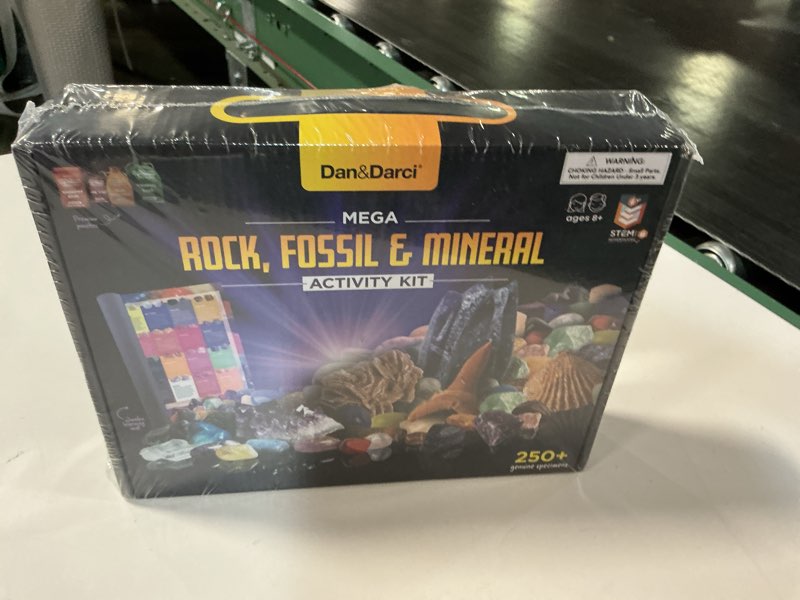 Dan&Darci®
WARNING:
CHOKING HAZARD - Small Parts.
Not for Children Under 3 years.
ages 8+
STEM
MEGA
ROCK, FOSSIL & MINERAL
ACTIVITY KIT
250+
genuine specimens